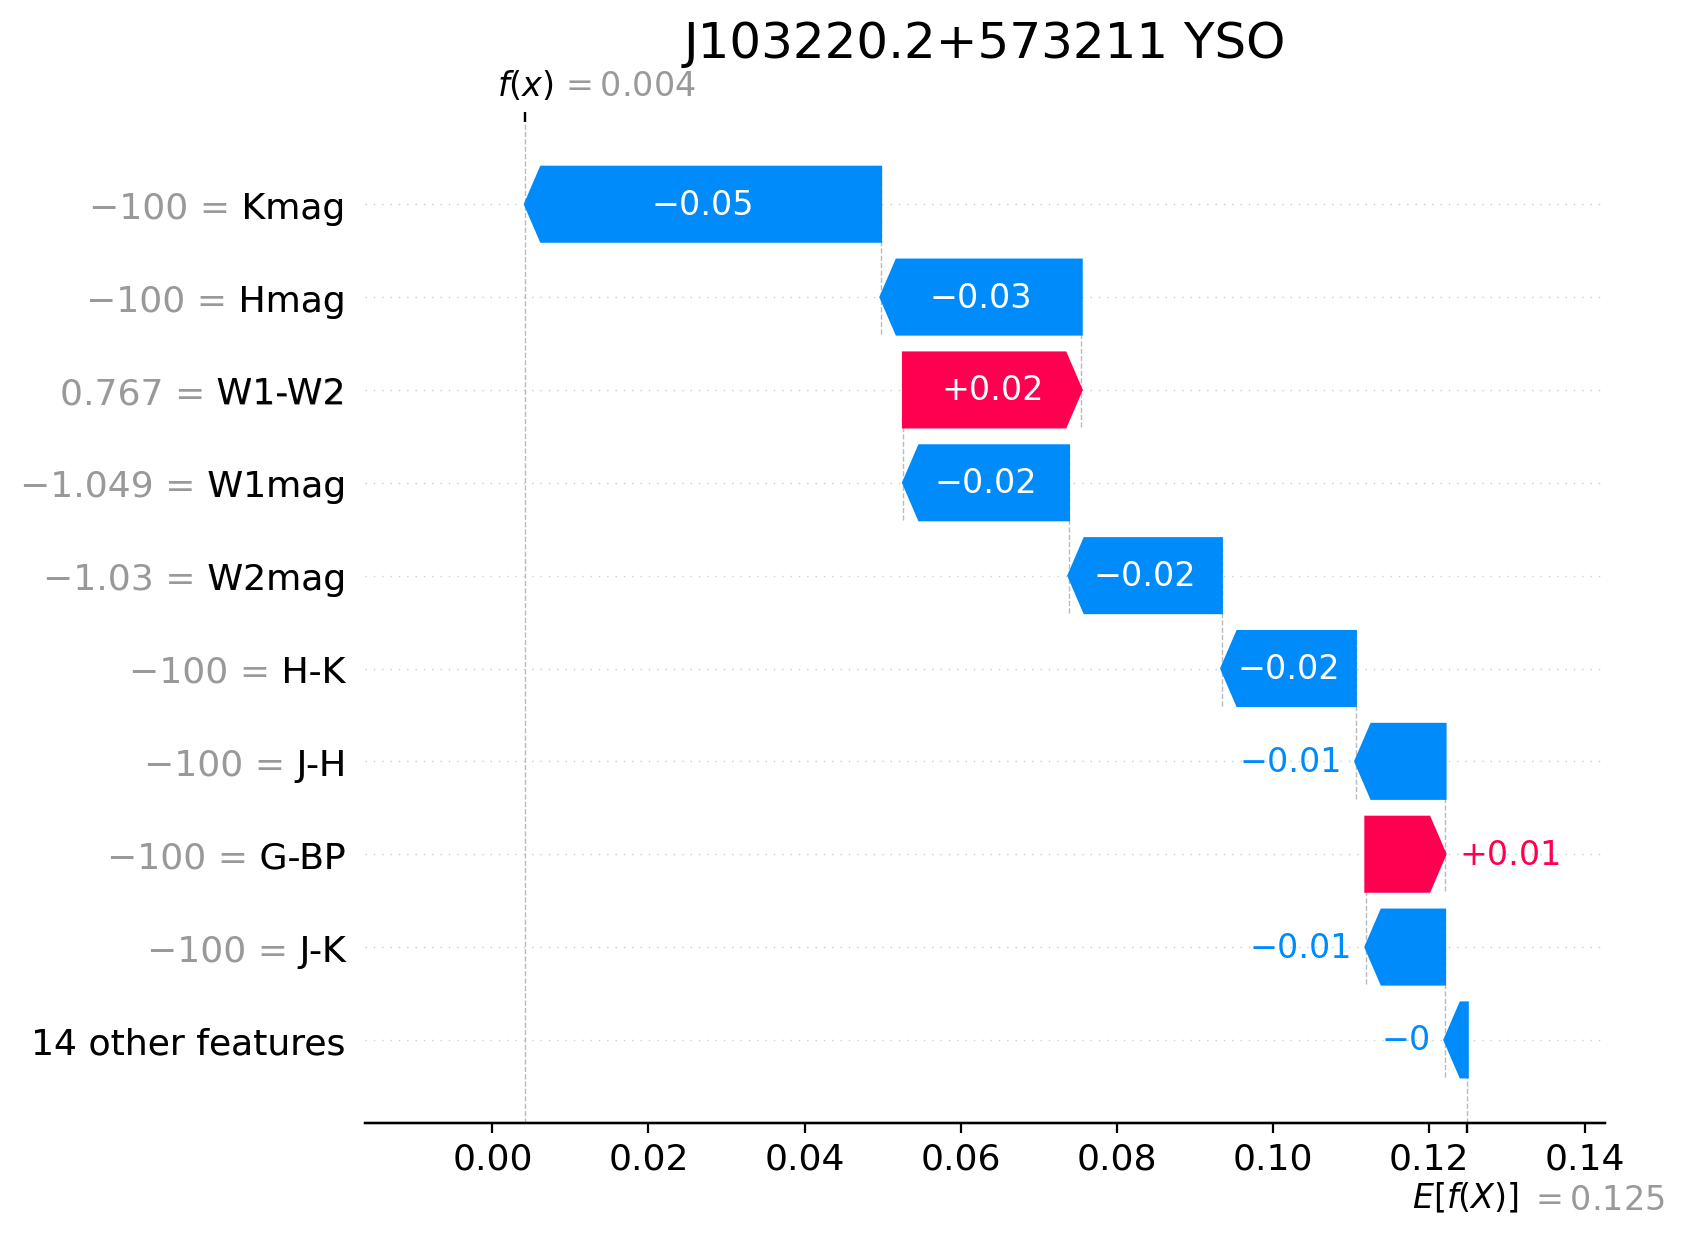 J103220.2+573211 YSO
f(x) = 0.004
−100 = Kmag
−0.05
−100 = Hmag
−0.03
0.767 = W1-W2
+0.02
−1.049 = W1mag
−0.02
−1.03 = W2mag
−0.02
−100 = H-K
−0.02
−100 = J-H
−0.01
−100 = G-BP
+0.01
−100 = J-K
−0.01
14 other features
−0
0.00 0.02 0.04 0.06 0.08 0.10 0.12 0.14
E[f(X)] = 0.125